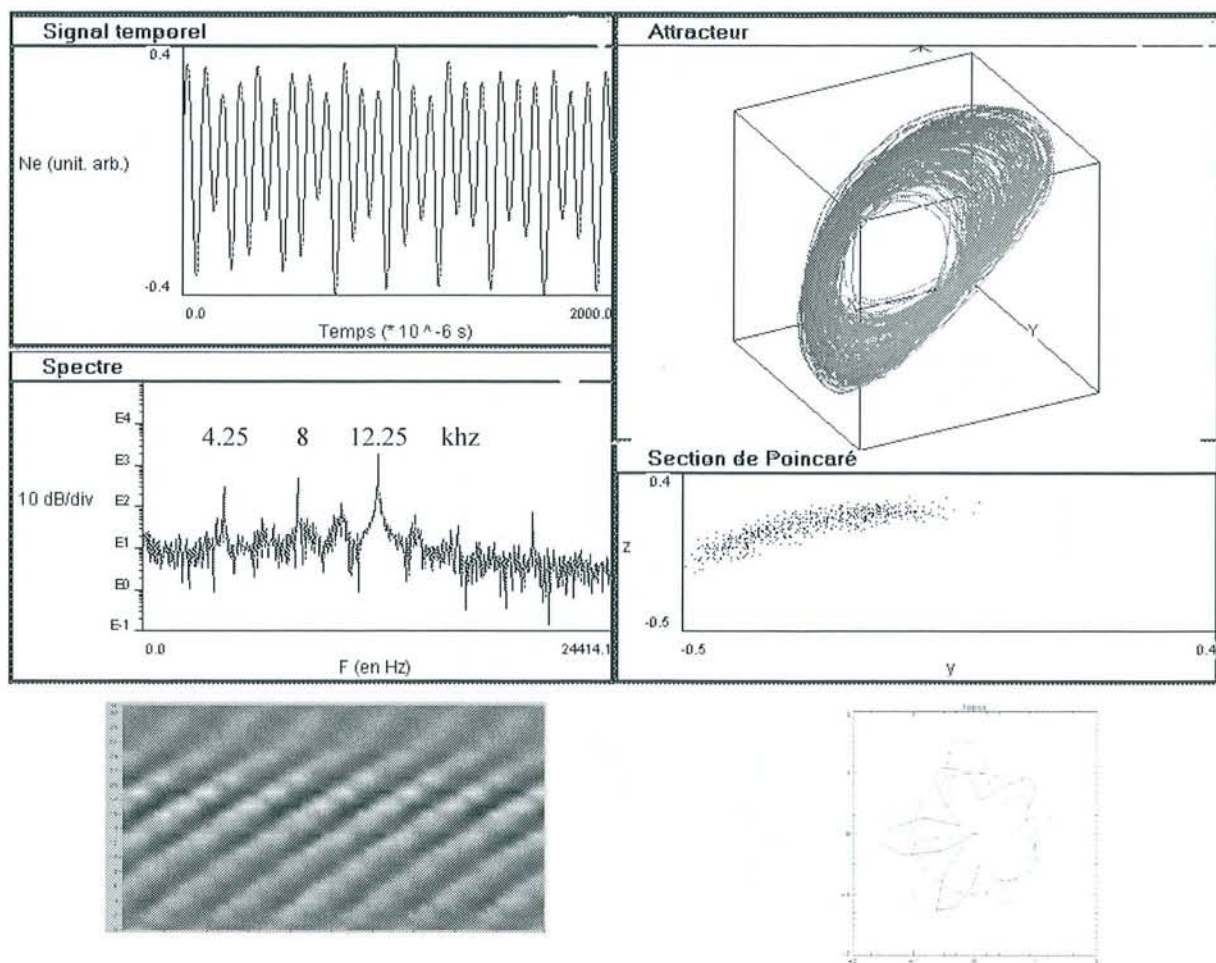 Signal temporel
0.4
Ne (unit. arb.)
-0.4
0.0
2000.0
Temps (* 10 ^ -6 s)
Attracteur
Y
Spectre
E4
4.25 8 12.25 khz
E3
10 dB/div
E2
E1
E0
E-1
0.0
24414.1
F (en Hz)
Section de Poincaré
0.4
Z
-0.5
-0.5
0.4
y